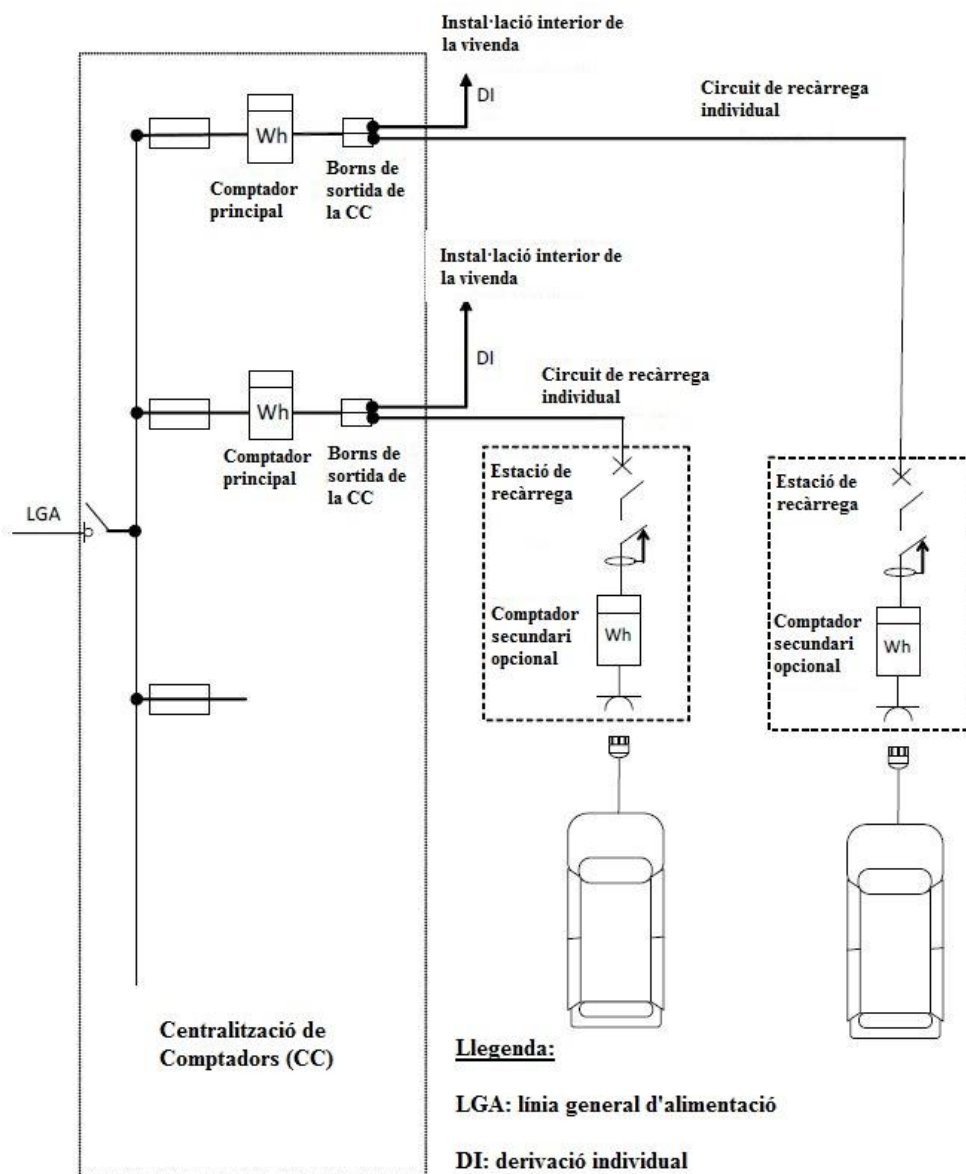 Instal·lació interior de
la vivenda
DI
Circuit de recàrrega
individual
Wh
Comptador
principal
Borns de
sortida de
la CC
Instal·lació interior de
la vivenda
DI
Circuit de recàrrega
individual
Wh
Comptador
principal
Borns de
sortida de
la CC
LGA
Estació de
recàrrega
Comptador
secundari
opcional
Wh
Estació de
recàrrega
Comptador
secundari
opcional
Wh
Centralització de
Comptadors (CC)
Llegenda:
LGA: línia general d'alimentació
DI: derivació individual